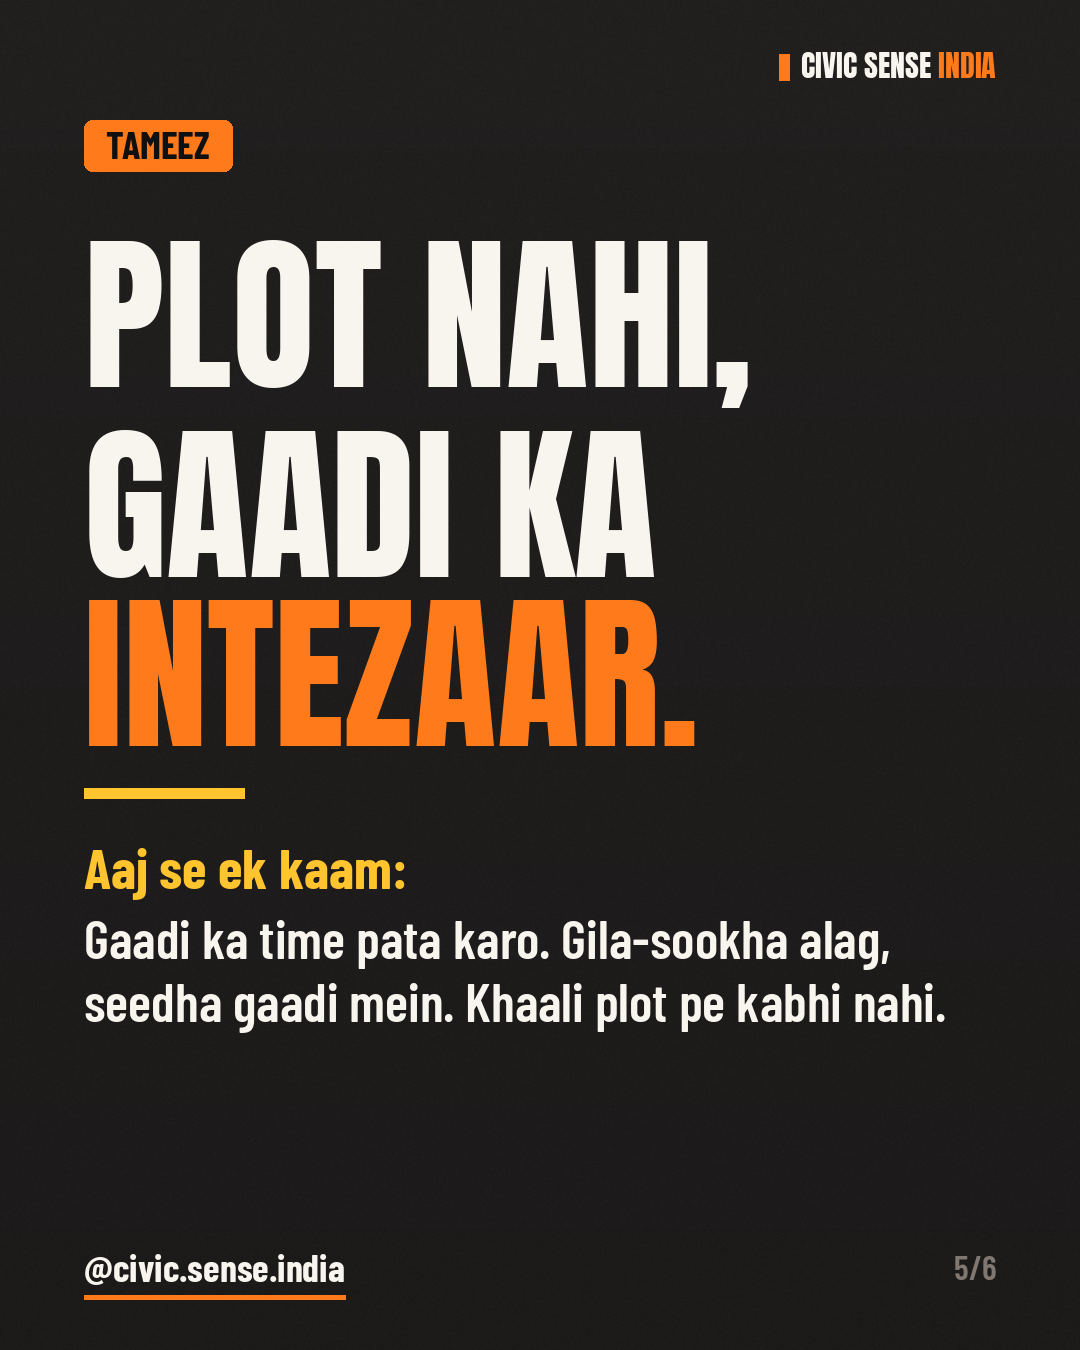 CIVIC SENSE INDIA
TAMEEZ
PLOT NAHI,
GAADI KA
INTEZAAR.
Aaj se ek kaam:
Gaadi ka time pata karo. Gila-sookha alag,
seedha gaadi mein. Khaali plot pe kabhi nahi.
@civic.sense.india
5/6